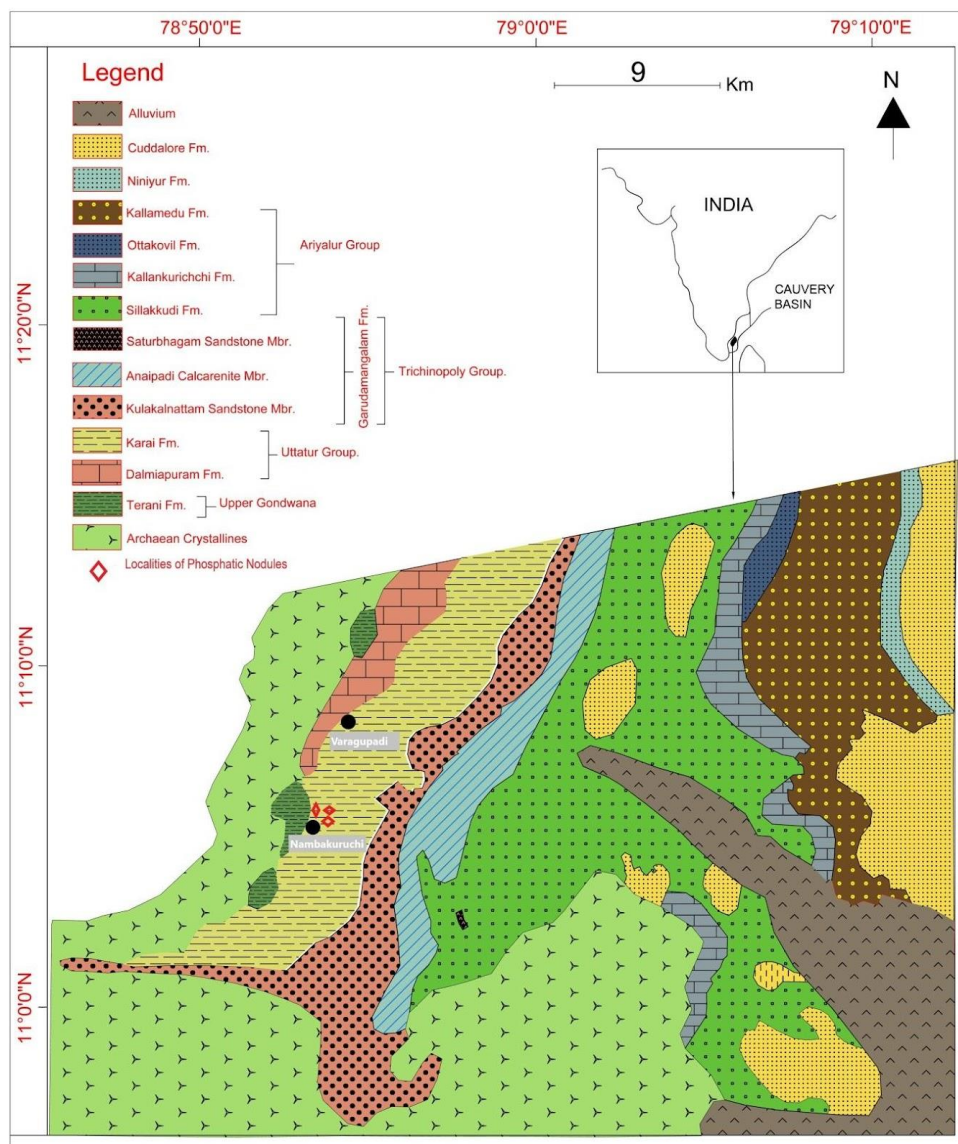 78°50'0"E
79°0'0"E
79°10'0"E
Legend
9
Km
N
Alluvium
Cuddalore Fm.
Niniyur Fm.
Kallamedu Fm.
Ottakovil Fm.
Ariyalur Group
Kallankurichchi Fm.
Sillakkudi Fm.
Saturbhagam Sandstone Mbr.
Anaipadi Calcarenite Mbr.
Kulakalnattam Sandstone Mbr.
Garudamangalam Fm.
Trichinopoly Group.
Karai Fm.
Uttatur Group.
Dalmiapuram Fm.
Terani Fm.
Upper Gondwana
Archaean Crystallines
Localities of Phosphatic Nodules
INDIA
CAUVERY
BASIN
11°20'0"N
11°10'0"N
11°0'0"N
Varagupadi
Nambakuruchi